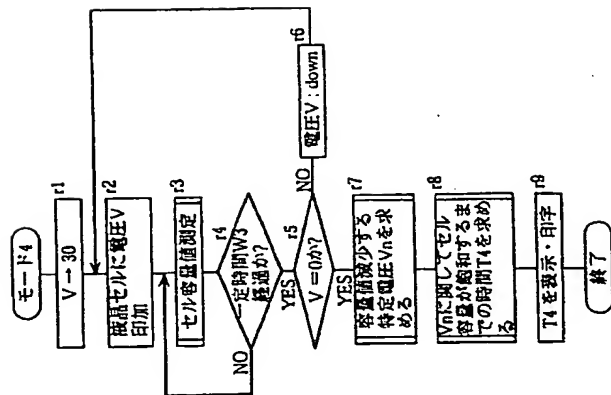 モード4
r1
V → 30
r2
液晶セルに電圧V
印加
r3
セル容量値測定
r4
一定時間W3
経過か?
NO
YES
r5
V = 0か?
NO
r6
電圧V : down
YES
r7
容量値減少する
特定電圧Vnを求
める
r8
Vnに関してセル
容量が飽和するま
での時間T4を求め
る
r9
T4を表示・印字
終了